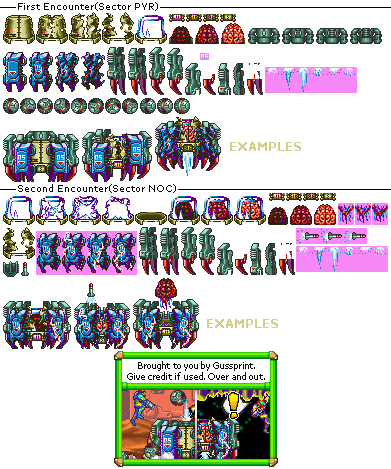 First Encounter(Sector PYR)
EXAMPLES
Second Encounter(Sector NOC)
EXAMPLES
Brought to you by Gussprint.
Give credit if used. Over and out.